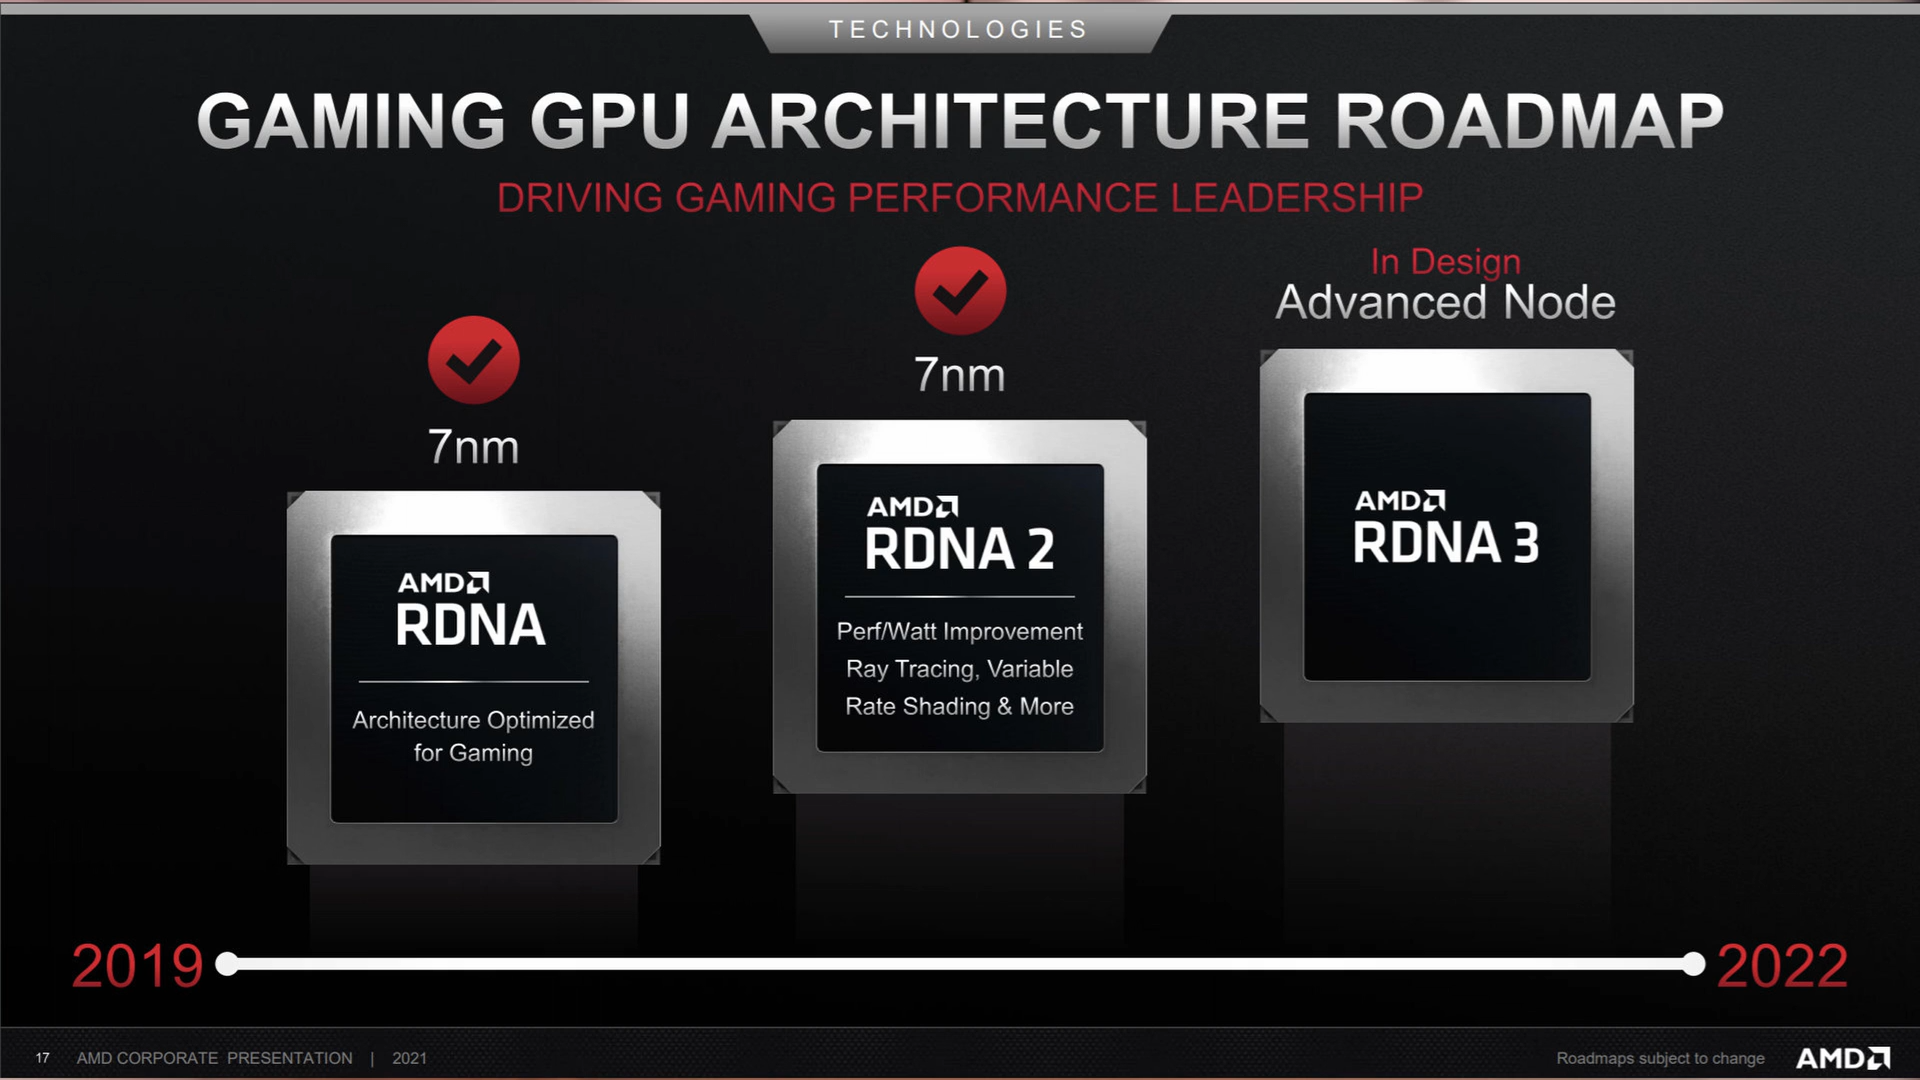 TECHNOLOGIES
GAMING GPU ARCHITECTURE ROADMAP
DRIVING GAMING PERFORMANCE LEADERSHIP
7nm
AMD
RDNA
Architecture Optimized
for Gaming
7nm
AMD
RDNA 2
Perf/Watt Improvement
Ray Tracing, Variable
Rate Shading & More
In Design
Advanced Node
AMD
RDNA 3
2019
2022
17 AMD CORPORATE PRESENTATION | 2021
Roadmaps subject to change
AMD